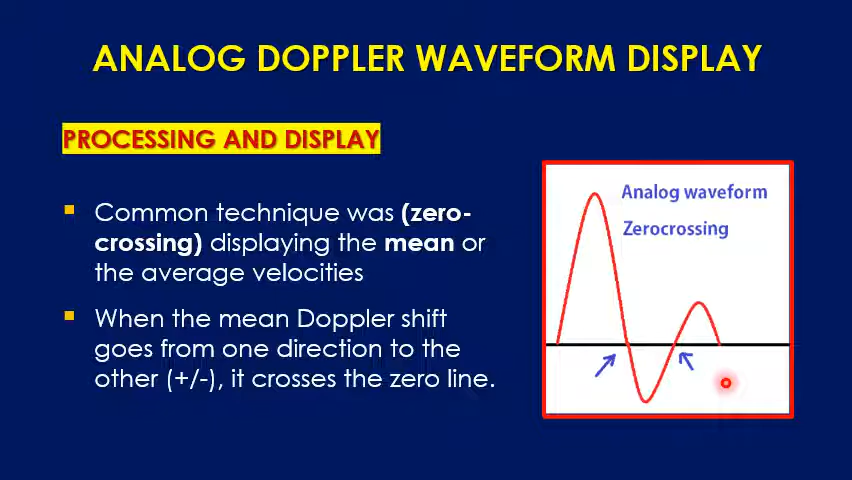 ANALOG DOPPLER WAVEFORM DISPLAY
PROCESSING AND DISPLAY
Common technique was (zero-
crossing) displaying the mean or
the average velocities
When the mean Doppler shift
goes from one direction to the
other (+/-), it crosses the zero line.
Analog waveform
Zerocrossing